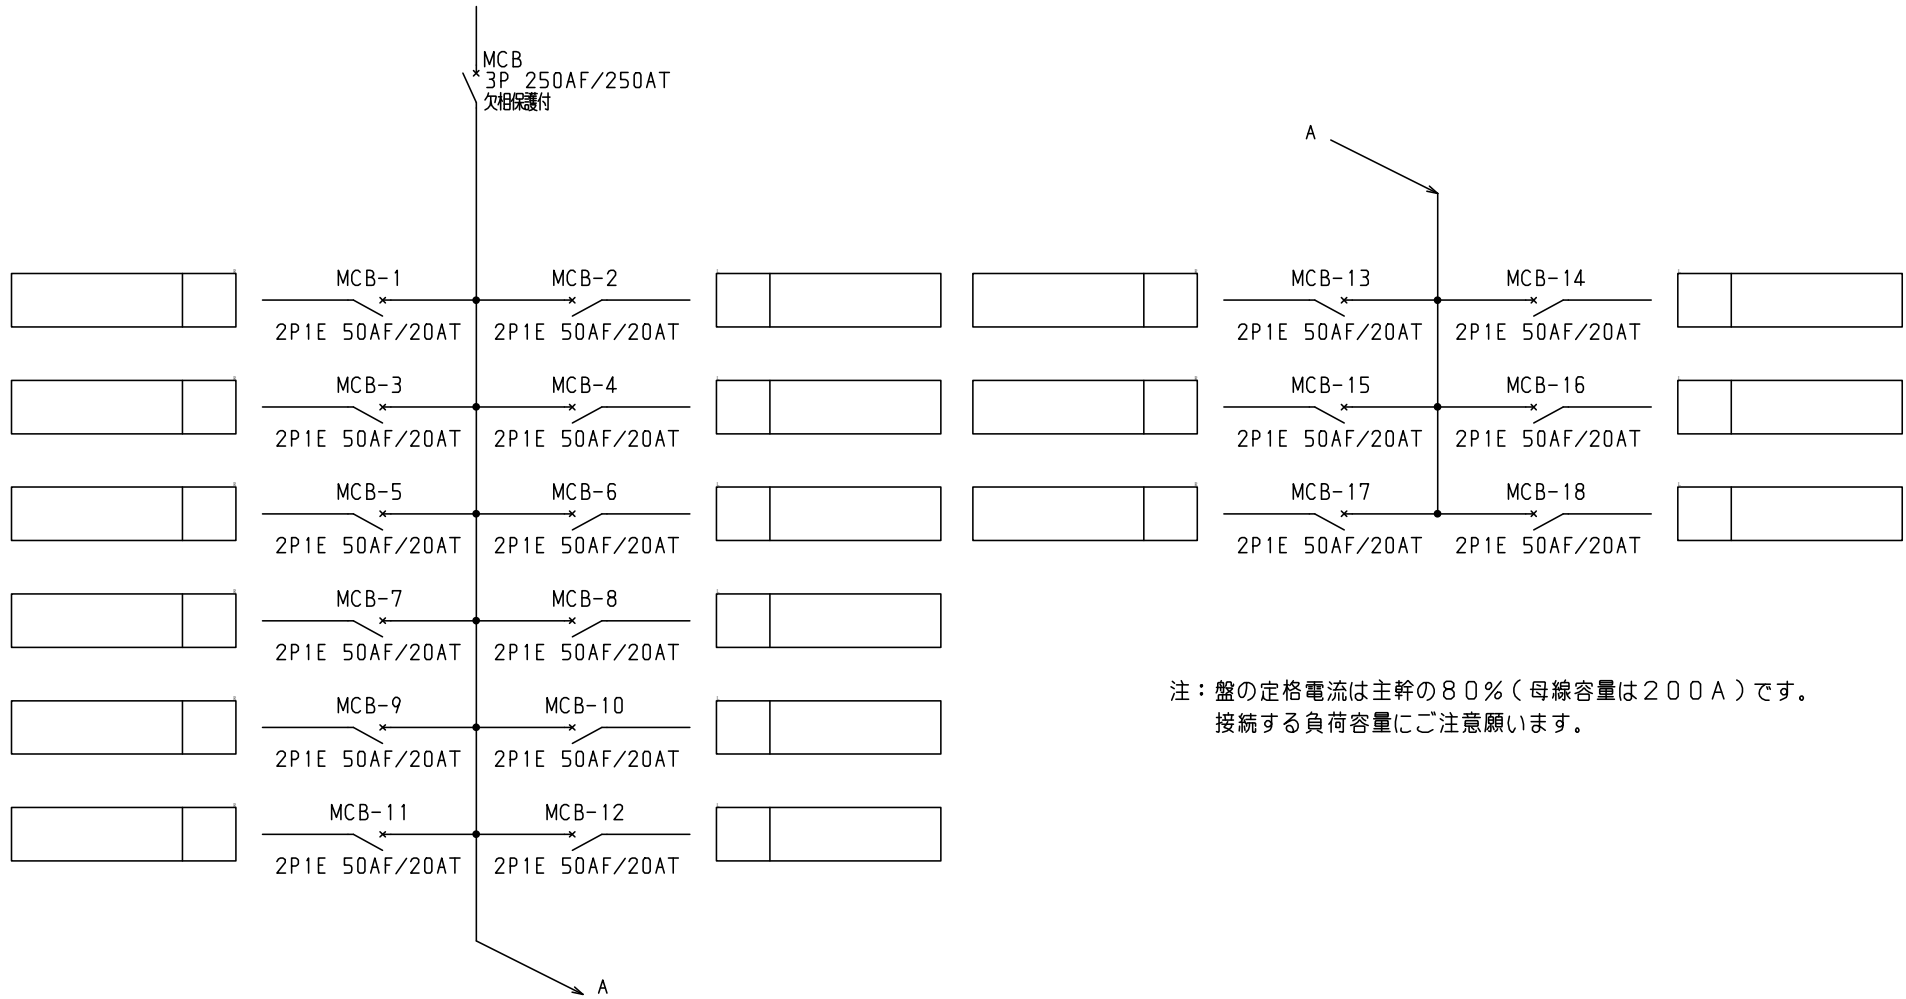 MCB
3P 250AF/250AT
欠相保護付
MCB-1 MCB-2
2P1E 50AF/20AT 2P1E 50AF/20AT
MCB-3 MCB-4
2P1E 50AF/20AT 2P1E 50AF/20AT
MCB-5 MCB-6
2P1E 50AF/20AT 2P1E 50AF/20AT
MCB-7 MCB-8
2P1E 50AF/20AT 2P1E 50AF/20AT
MCB-9 MCB-10
2P1E 50AF/20AT 2P1E 50AF/20AT
MCB-11 MCB-12
2P1E 50AF/20AT 2P1E 50AF/20AT
A
A
MCB-13 MCB-14
2P1E 50AF/20AT 2P1E 50AF/20AT
MCB-15 MCB-16
2P1E 50AF/20AT 2P1E 50AF/20AT
MCB-17 MCB-18
2P1E 50AF/20AT 2P1E 50AF/20AT
注：盤の定格電流は主幹の８０％（母線容量は２００Ａ）です。
接続する負荷容量にご注意願います。